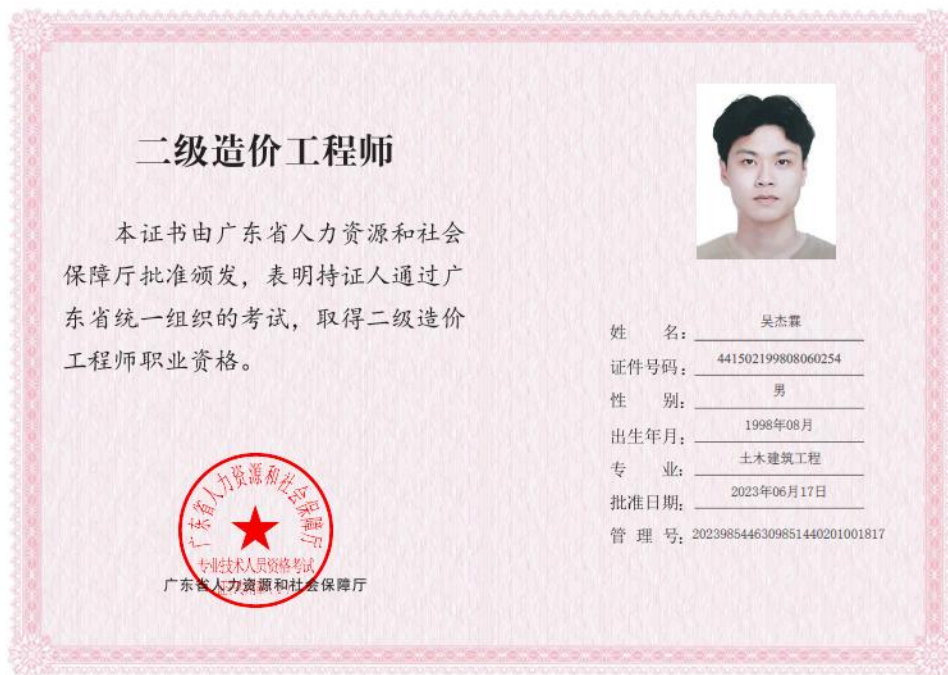 二级造价工程师
本证书由广东省人力资源和社会
保障厅批准颁发，表明持证人通过广
东省统一组织的考试，取得二级造价
工程师职业资格。
姓 名：吴杰霖
证件号码：441502199808060254
性 别：男
出生年月：1998年08月
专 业：土木建筑工程
批准日期：2023年06月17日
管 理 号：2023985446309851440201001817
广东省人力资源和社会保障厅
专业技术人员资格考试
广东省人力资源和社会保障厅